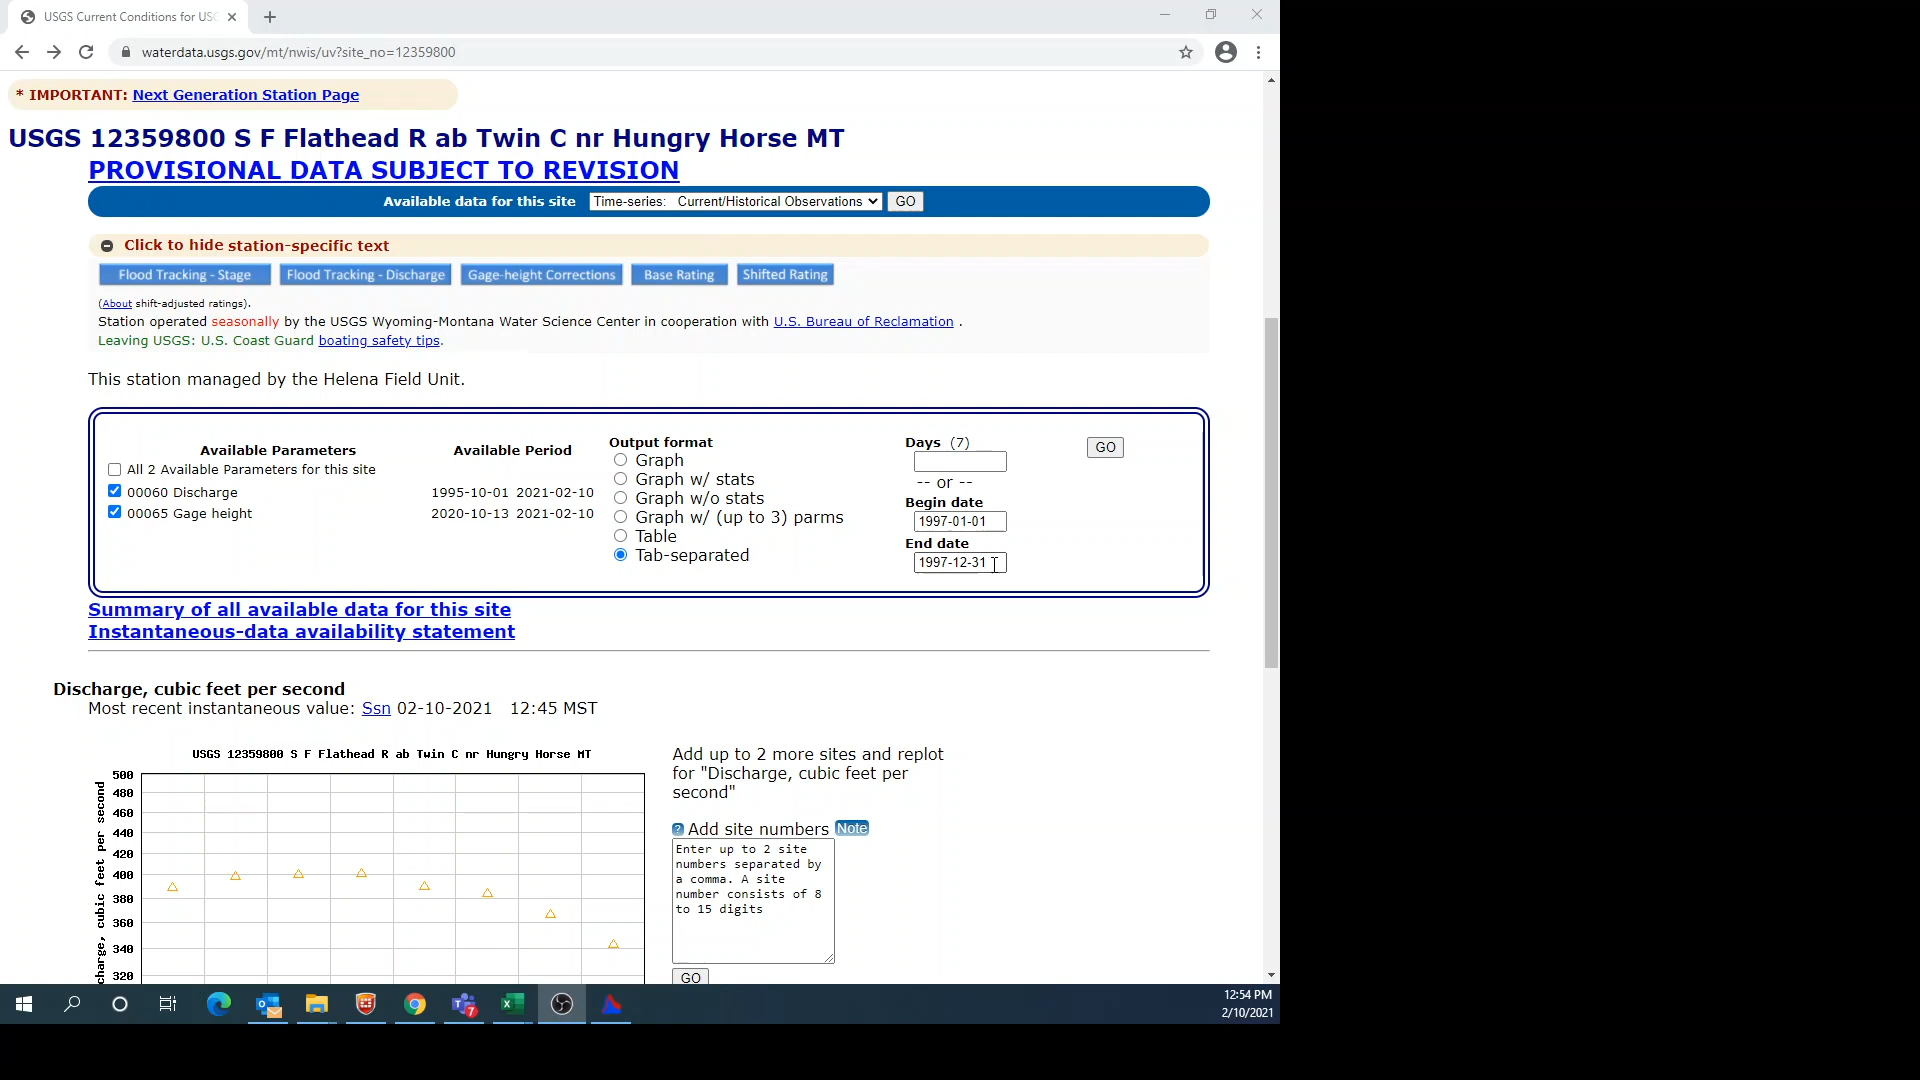 USGS Current Conditions for USG
waterdata.usgs.gov/mt/nwis/uv?site_no=12359800
* IMPORTANT: Next Generation Station Page
USGS 12359800 S F Flathead R ab Twin C nr Hungry Horse MT
PROVISIONAL DATA SUBJECT TO REVISION
Available data for this site Time-series: Current/Historical Observations GO
Click to hide station-specific text
Flood Tracking - Stage Flood Tracking - Discharge Gage-height Corrections Base Rating Shifted Rating
(About shift-adjusted ratings).
Station operated seasonally by the USGS Wyoming-Montana Water Science Center in cooperation with U.S. Bureau of Reclamation .
Leaving USGS: U.S. Coast Guard boating safety tips.
This station managed by the Helena Field Unit.
Available Parameters Available Period
All 2 Available Parameters for this site
00060 Discharge 1995-10-01 2021-02-10
00065 Gage height 2020-10-13 2021-02-10
Output format
Graph
Graph w/ stats
Graph w/o stats
Graph w/ (up to 3) parms
Table
Tab-separated
Days (7)
-- or --
Begin date
1997-01-01
End date
1997-12-31
GO
Summary of all available data for this site
Instantaneous-data availability statement
Discharge, cubic feet per second
Most recent instantaneous value: Ssn 02-10-2021 12:45 MST
USGS 12359800 S F Flathead R ab Twin C nr Hungry Horse MT
charge, cubic feet per second
500
480
460
440
420
400
380
360
340
320
Add up to 2 more sites and replot
for "Discharge, cubic feet per
second"
? Add site numbers Note
Enter up to 2 site
numbers separated by
a comma. A site
number consists of 8
to 15 digits
GO
7
12:54 PM
2/10/2021